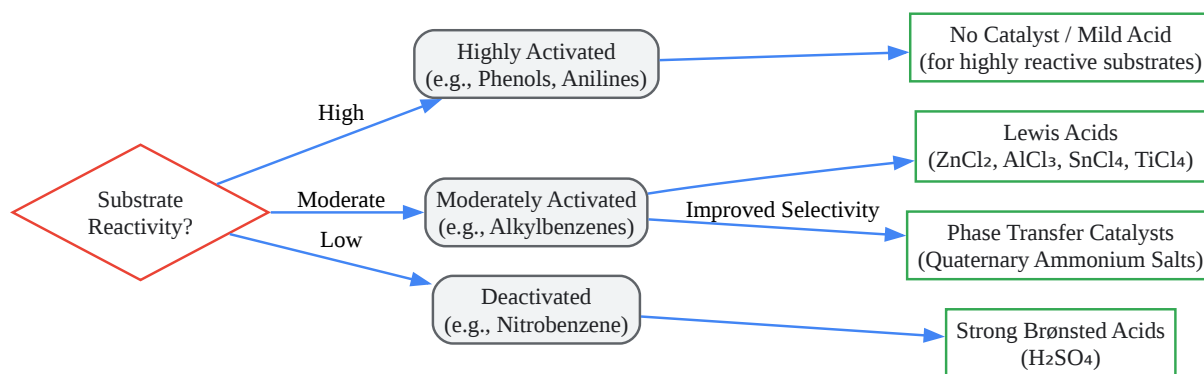 Substrate
Reactivity?
High
Moderate
Low
Highly Activated
(e.g., Phenols, Anilines)
Moderately Activated
(e.g., Alkylbenzenes)
Deactivated
(e.g., Nitrobenzene)
Improved Selectivity
No Catalyst / Mild Acid
(for highly reactive substrates)
Lewis Acids
(ZnCl₂, AlCl₃, SnCl₄, TiCl₄)
Phase Transfer Catalysts
(Quaternary Ammonium Salts)
Strong Brønsted Acids
(H₂SO₄)